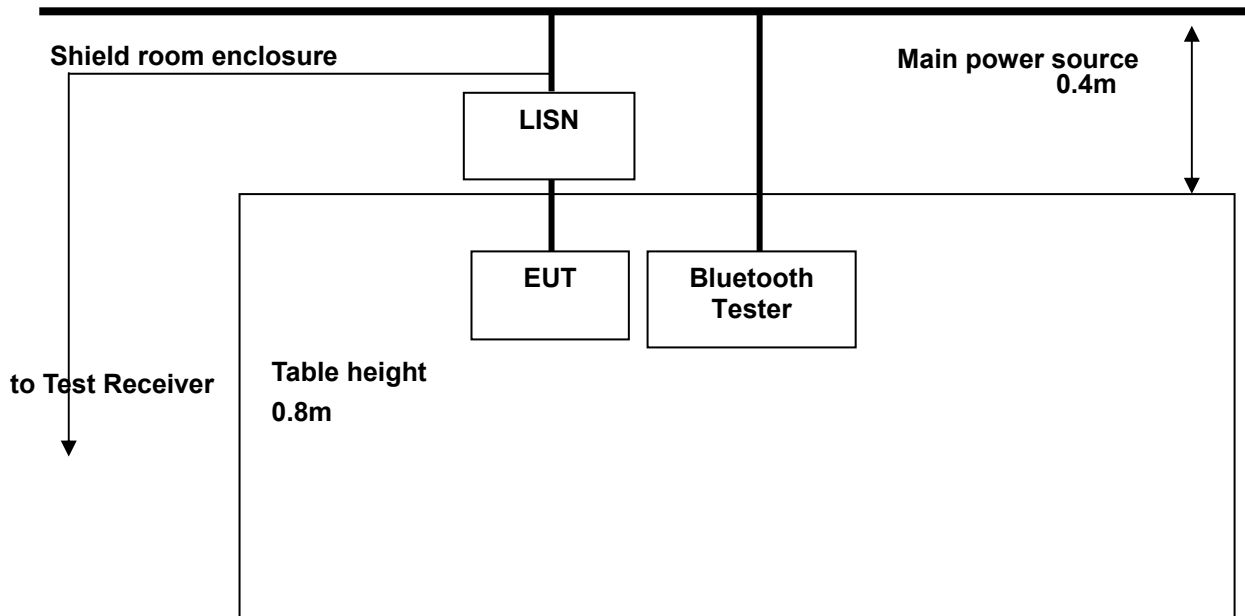 Shield room enclosure
Main power source
0.4m
LISN
EUT
Bluetooth
Tester
Table height
0.8m
to Test Receiver